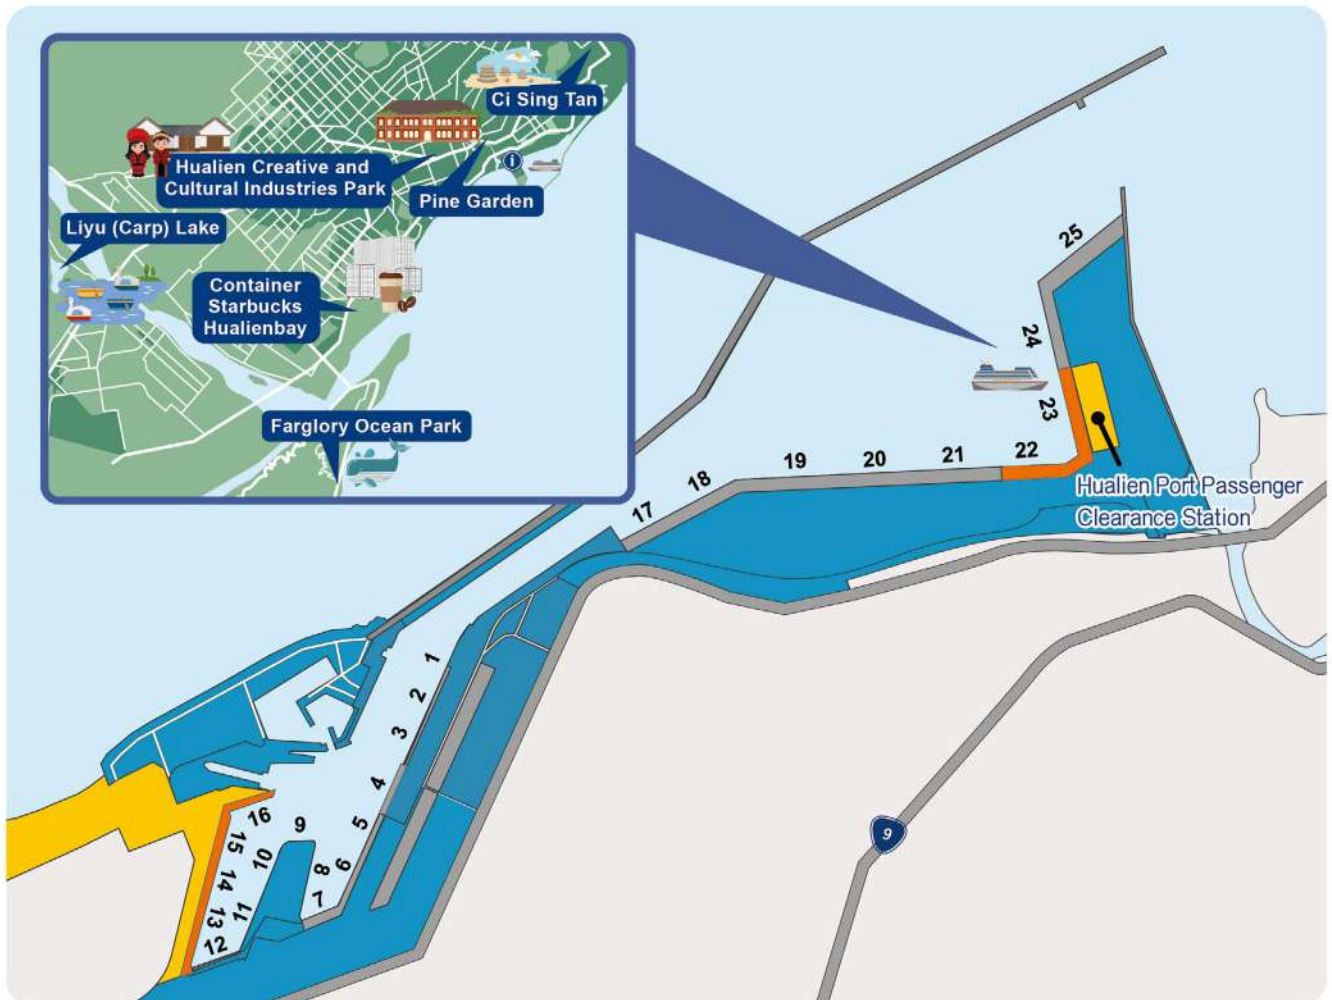 Ci Sing Tan
Hualien Creative and
Cultural Industries Park
i
Pine Garden
Liyu (Carp) Lake
Container
Starbucks
Hualienbay
Farglory Ocean Park
25
24
23
22
21
20
19
18
17
Hualien Port Passenger
Clearance Station
1
2
3
4
5
6
7
8
9
10
11
12
13
14
15
16
9